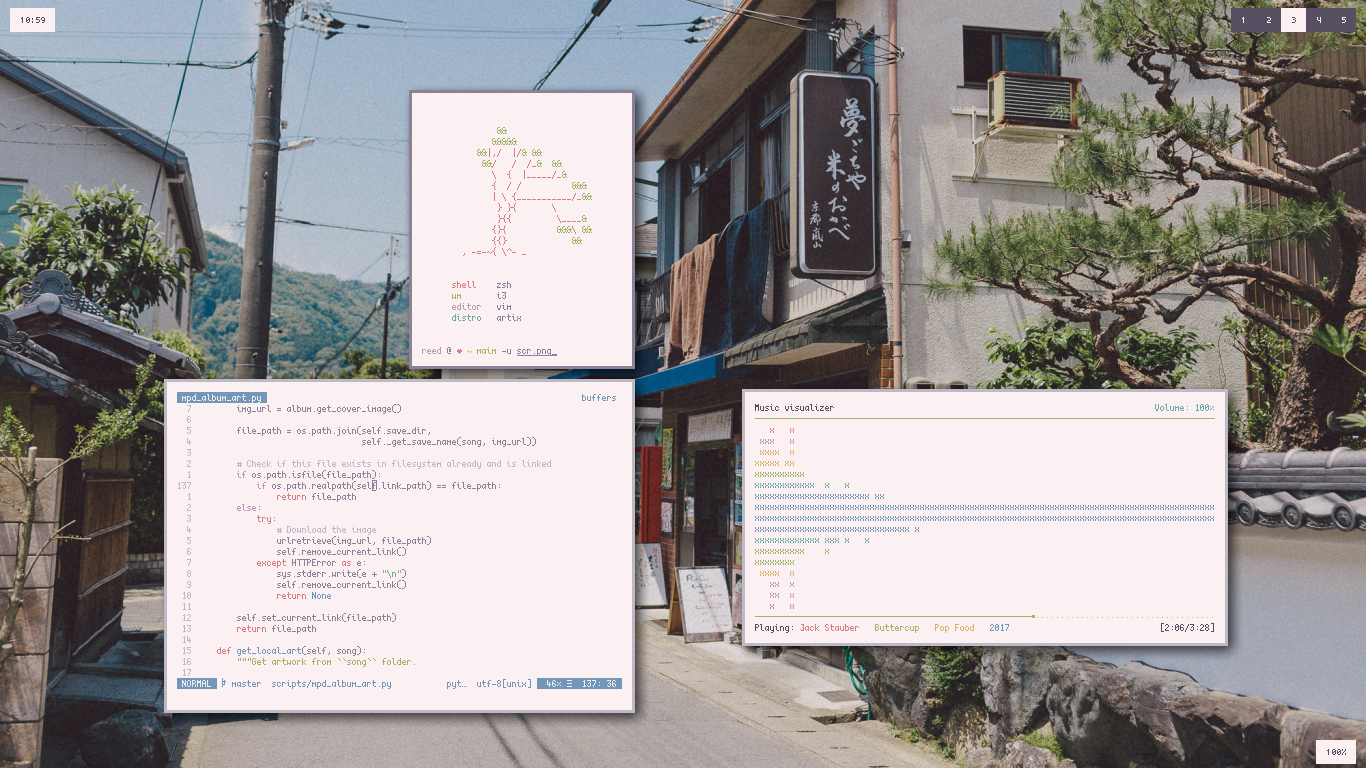 10:59
1 2 3 4 5
夢ごや
米のおかべ
京都嵐山
&&
&&&&&
&&|,/  |/& &&
&&/   /  /_&  &&
\  {  |_____/_&
{  / /          &&&
| \ {___________/_&&
} }{       \
}{{         \____&
{}{          &&&\ &&
{{}             &&
, -=-~{ \^- _
shell zsh
wm i3
editor vim
distro artix
reed @ ♥ ~ maim -u scr.png_
mpd_album_art.py buffers
7 img_url = album.get_cover_image()
6
5 file_path = os.path.join(self.save_dir,
4 self._get_save_name(song, img_url))
3
2 # Check if this file exists in filesystem already and is linked
1 if os.path.isfile(file_path):
137 if os.path.realpath(self.link_path) == file_path:
1 return file_path
2 else:
3 try:
4 # Download the image
5 urlretrieve(img_url, file_path)
6 self.remove_current_link()
7 except HTTPError as e:
8 sys.stderr.write(e + "\n")
9 self.remove_current_link()
10 return None
11
12 self.set_current_link(file_path)
13 return file_path
14
15 def get_local_art(self, song):
16 """Get artwork from ``song`` folder.
17
NORMAL master scripts/mpd_album_art.py pyt… utf-8[unix] 46% ☰ 137: 36
Music visualizer Volume: 100%
Playing: Jack Stauber Buttercup Pop Food 2017 [2:06/3:28]
100%